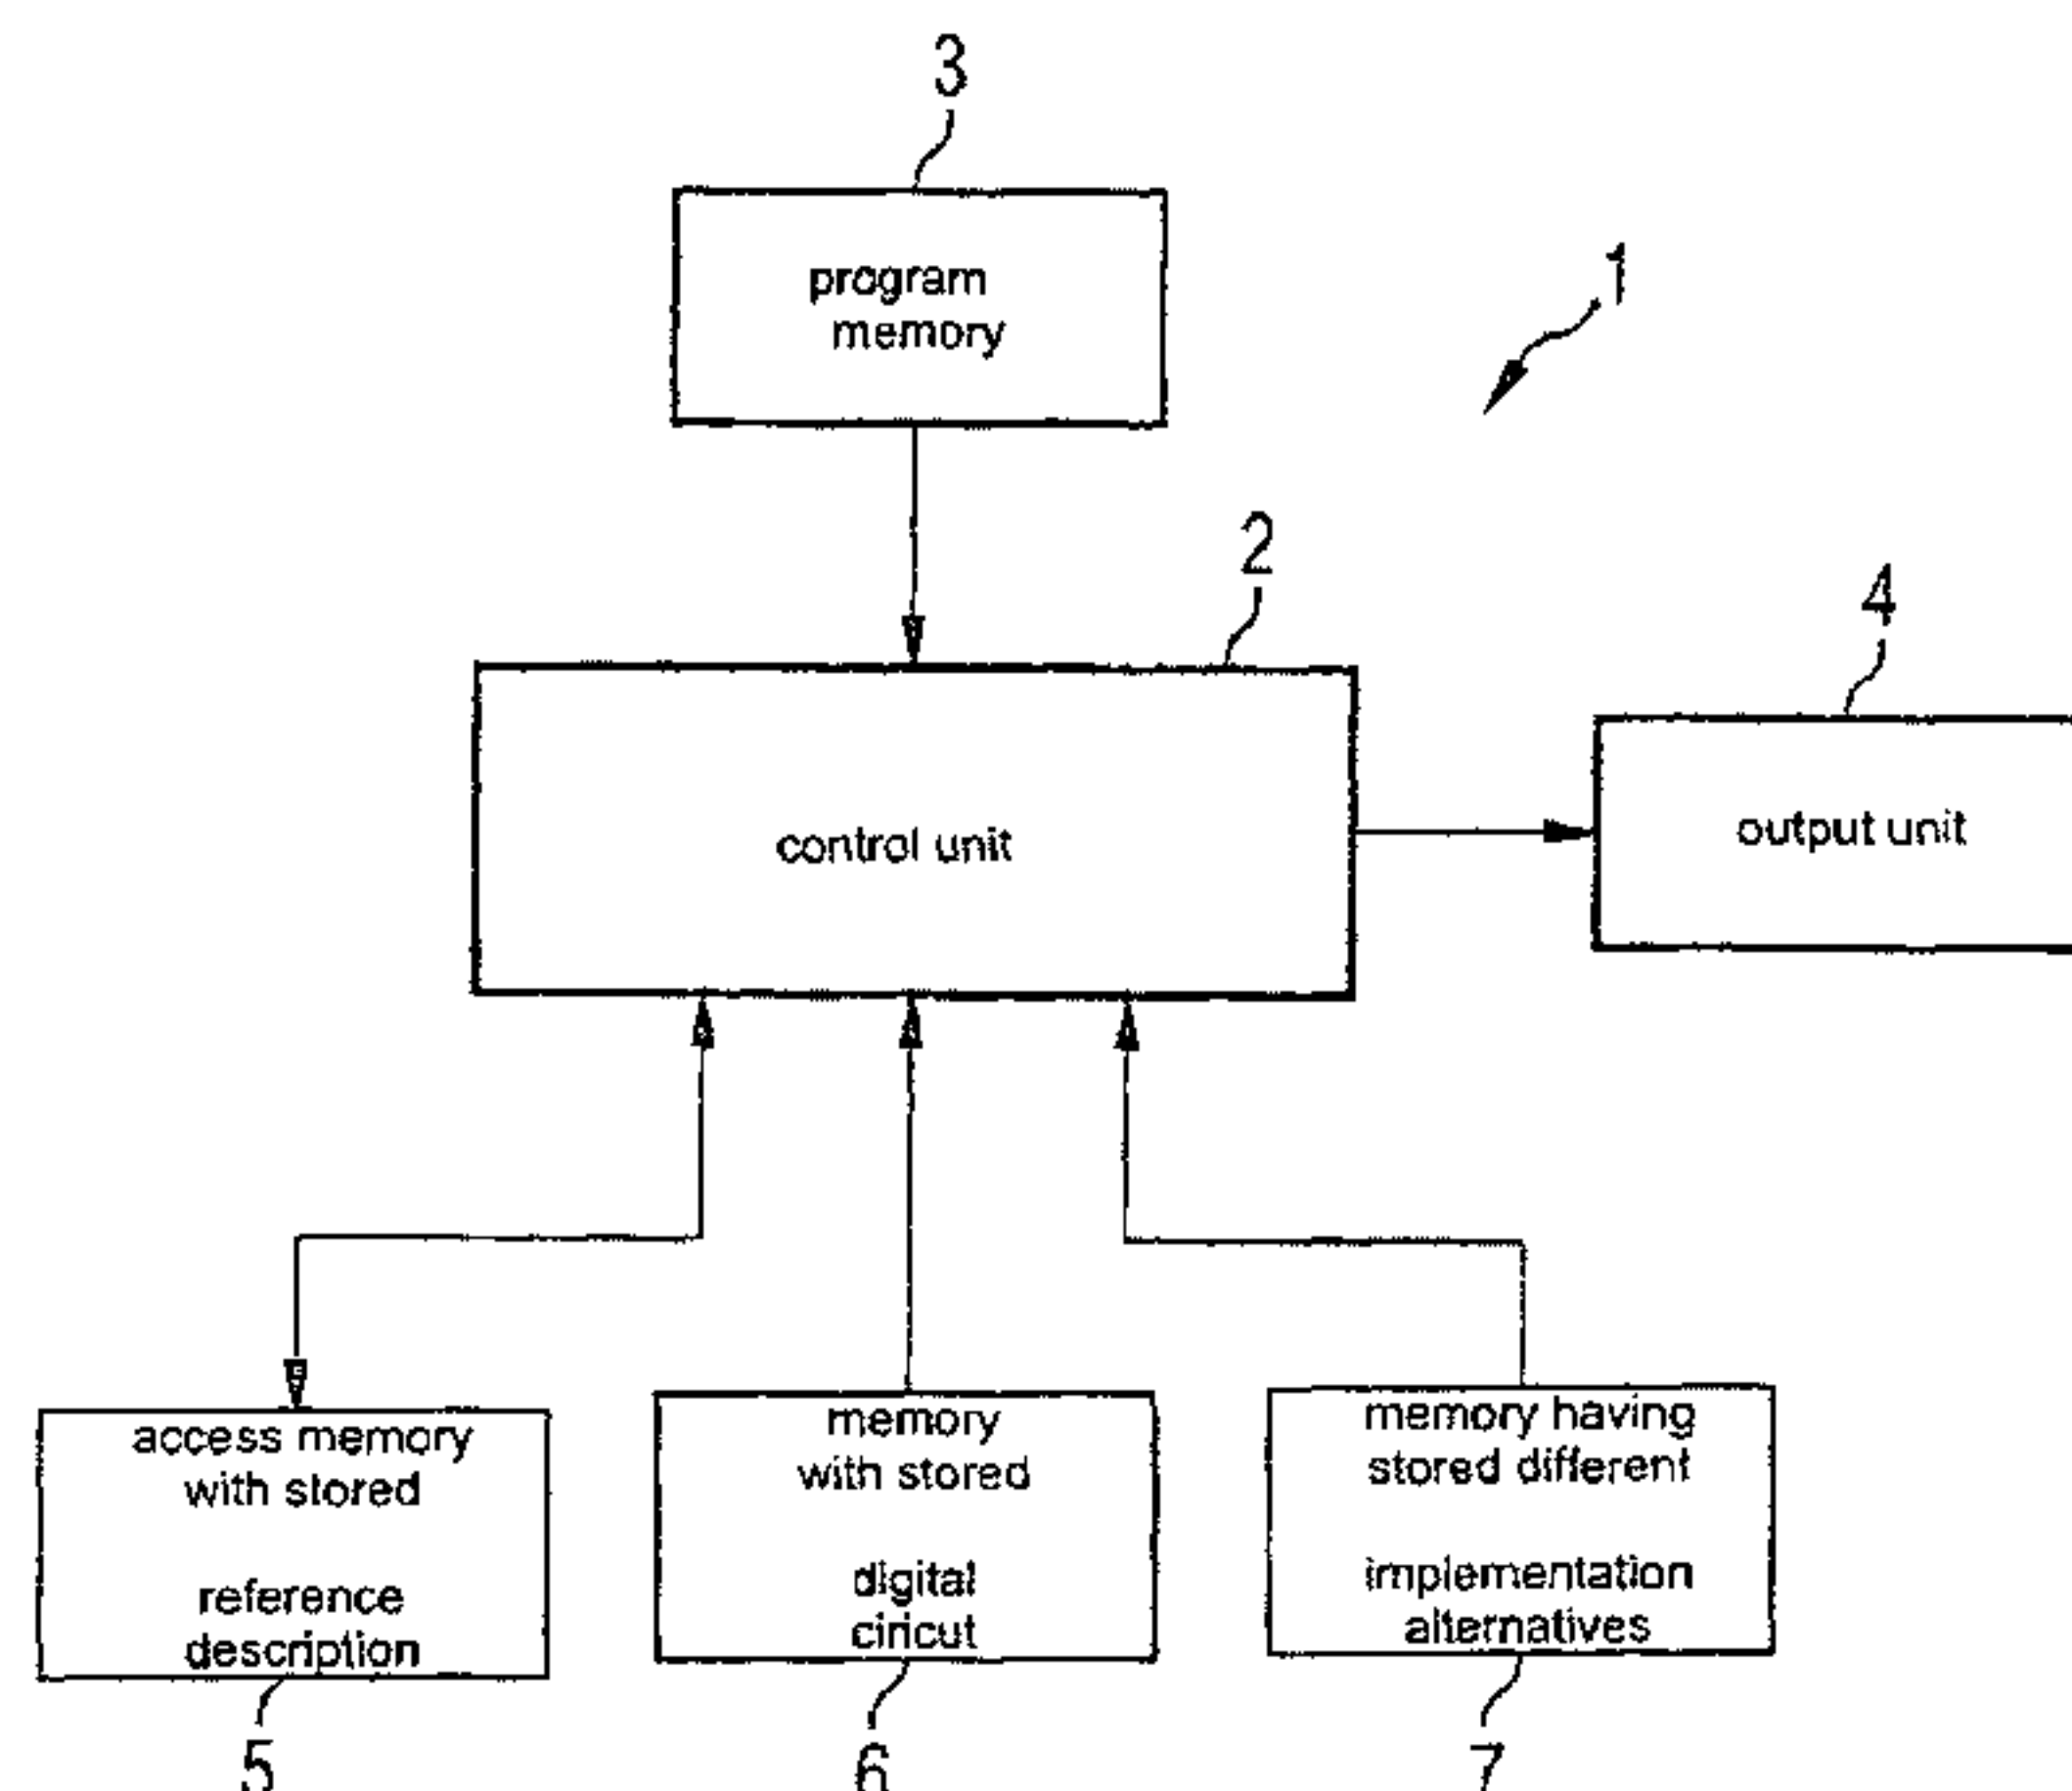 3
program
memory
1
2
4
control unit
output unit
access memory
with stored
reference
description
memory
with stored
digital
ciricut
memory having
stored different
implementation
alternatives
5
6
7